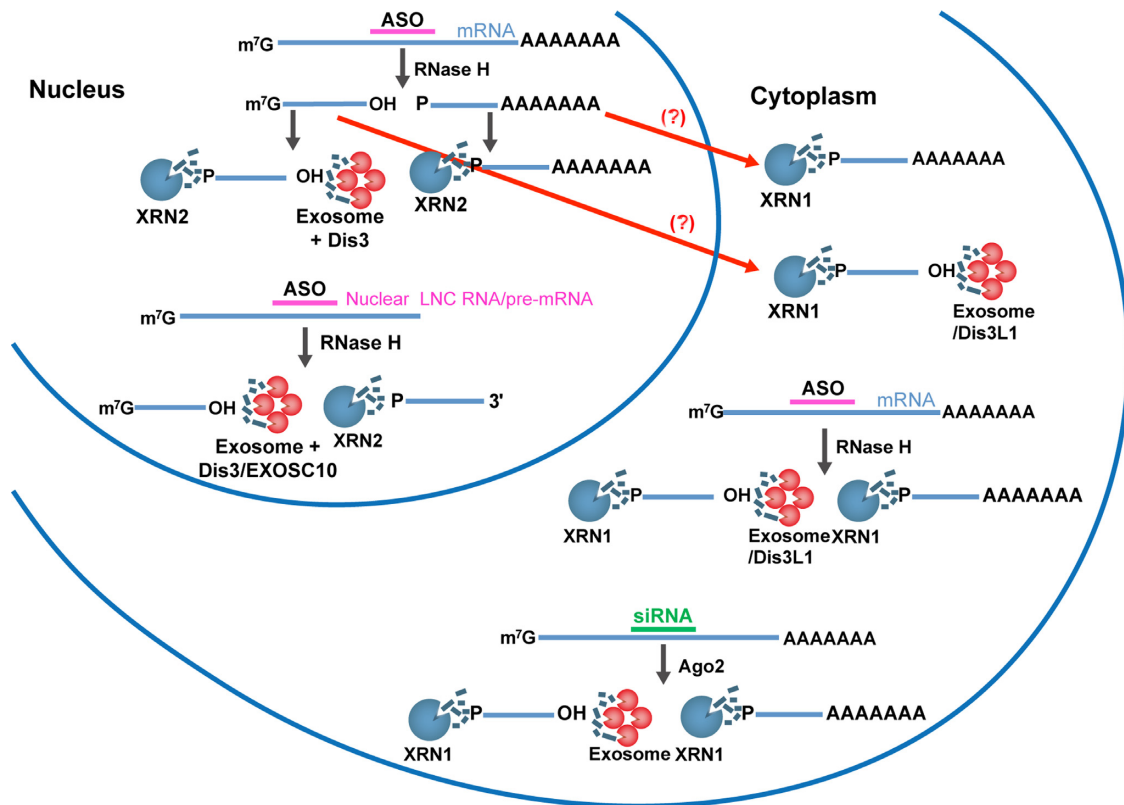 ASO
m⁷G mRNA AAAAAAA
RNase H
Nucleus
m⁷G OH P AAAAAAA
(?)
Cytoplasm
P OH
XRN2
Exosome
+ Dis3
P AAAAAAA
XRN2
P AAAAAAA
XRN1
(?)
P OH
XRN1
Exosome
/Dis3L1
ASO
Nuclear LNC RNA/pre-mRNA
m⁷G
RNase H
m⁷G OH
Exosome +
Dis3/EXOSC10
P 3'
XRN2
ASO
m⁷G mRNA AAAAAAA
RNase H
P OH
XRN1
Exosome
/Dis3L1
P AAAAAAA
XRN1
siRNA
m⁷G AAAAAAA
Ago2
P OH
XRN1
Exosome
P AAAAAAA
XRN1